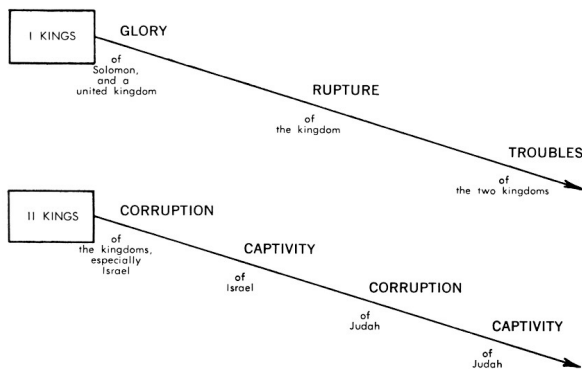 I KINGS
GLORY
of
Solomon,
and a
united kingdom
RUPTURE
of
the kingdom
TROUBLES
of
the two kingdoms
II KINGS
CORRUPTION
of
the kingdoms,
especially
Israel
CAPTIVITY
of
Israel
CORRUPTION
of
Judah
CAPTIVITY
of
Judah